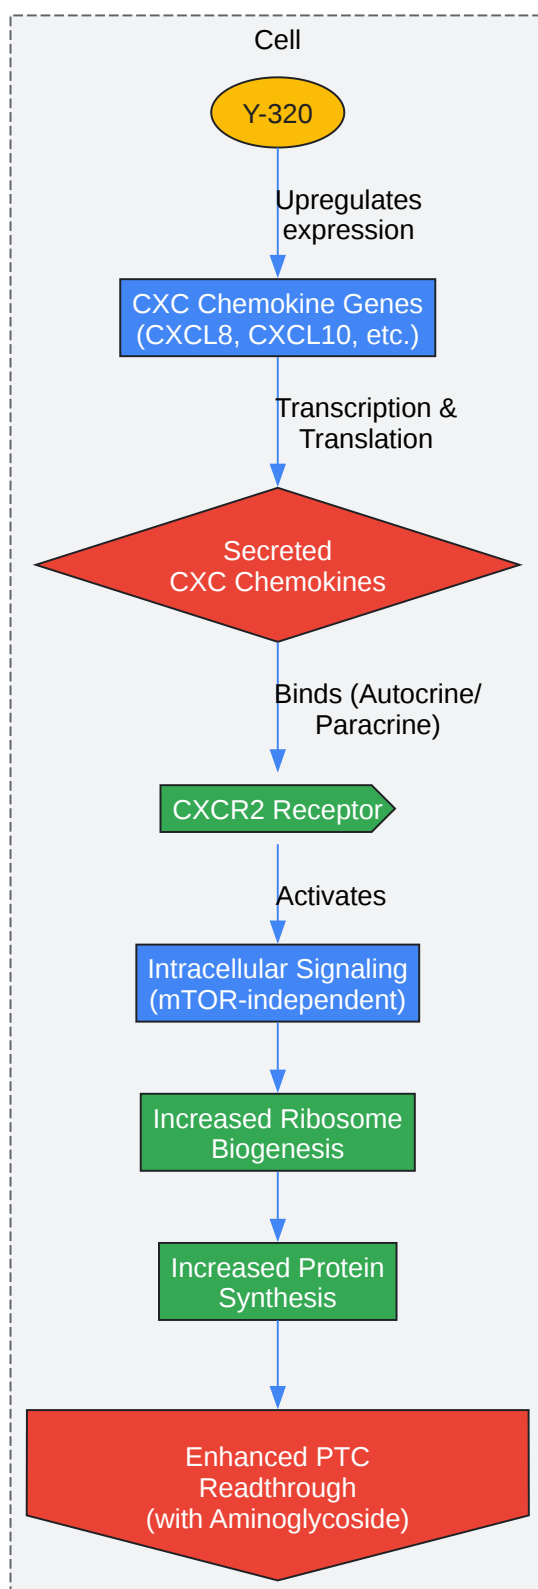 Cell
Y-320
Upregulates
expression
CXC Chemokine Genes
(CXCL8, CXCL10, etc.)
Transcription &
Translation
Secreted
CXC Chemokines
Binds (Autocrine/
Paracrine)
CXCR2 Receptor
Activates
Intracellular Signaling
(mTOR-independent)
Increased Ribosome
Biogenesis
Increased Protein
Synthesis
Enhanced PTC
Readthrough
(with Aminoglycoside)